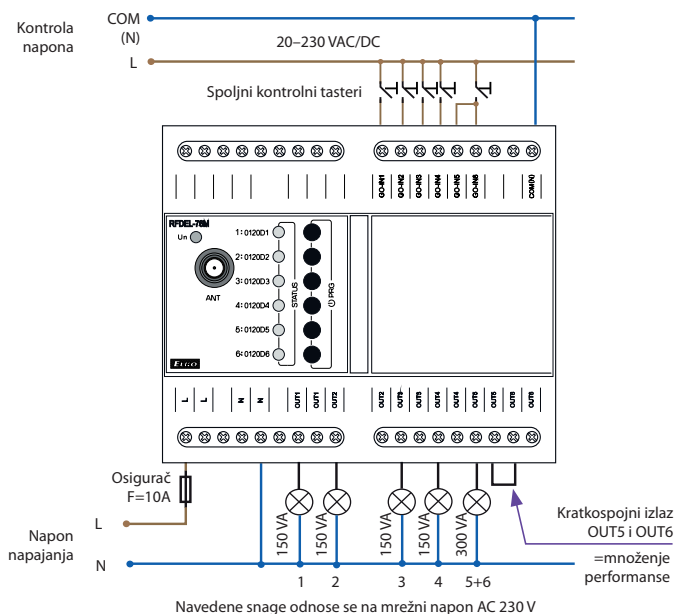 Kontrola
napona
COM
(N)
L
20–230 VAC/DC
Spoljni kontrolni tasteri
GO-IN1
GO-IN2
GO-IN3
GO-IN4
GO-IN5
GO-IN6
COM(N)
RFDEL-76M
Un
ANT
1: 0120D1
2: 0120D2
3: 0120D3
4: 0120D4
5: 0120D5
6: 0120D6
STATUS
PRG
ELKO
L
L
N
N
OUT1
OUT1
OUT2
OUT2
OUT3
OUT3
OUT4
OUT4
OUT5
OUT5
OUT6
OUT6
Osigurač
F=10A
150 VA
150 VA
150 VA
150 VA
300 VA
Kratkospojni izlaz
OUT5 i OUT6
=množenje
performanse
Napon
napajanja
L
N
1
2
3
4
5+6
Navedene snage odnose se na mrežni napon AC 230 V